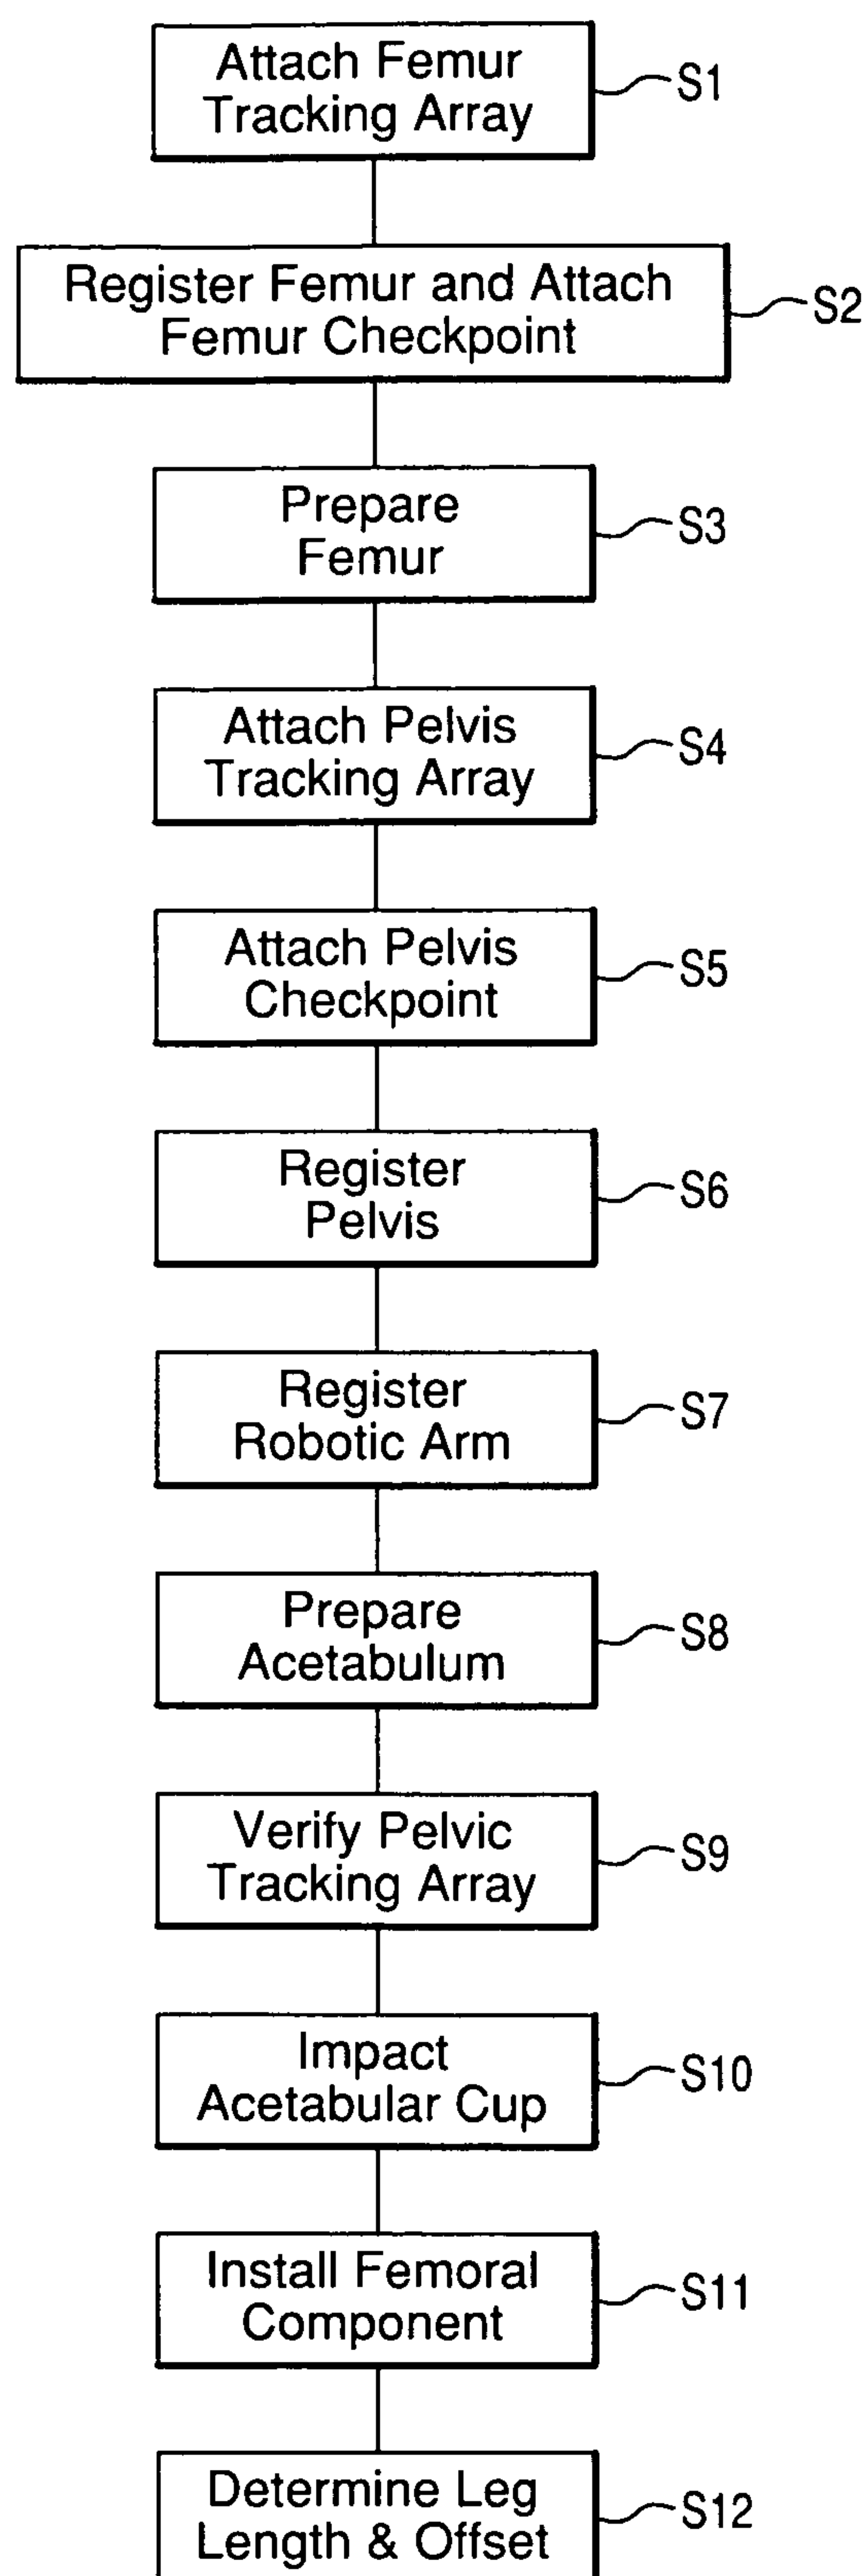 Attach Femur
Tracking Array
S1
Register Femur and Attach
Femur Checkpoint
S2
Prepare
Femur
S3
Attach Pelvis
Tracking Array
S4
Attach Pelvis
Checkpoint
S5
Register
Pelvis
S6
Register
Robotic Arm
S7
Prepare
Acetabulum
S8
Verify Pelvic
Tracking Array
S9
Impact
Acetabular Cup
S10
Install Femoral
Component
S11
Determine Leg
Length & Offset
S12